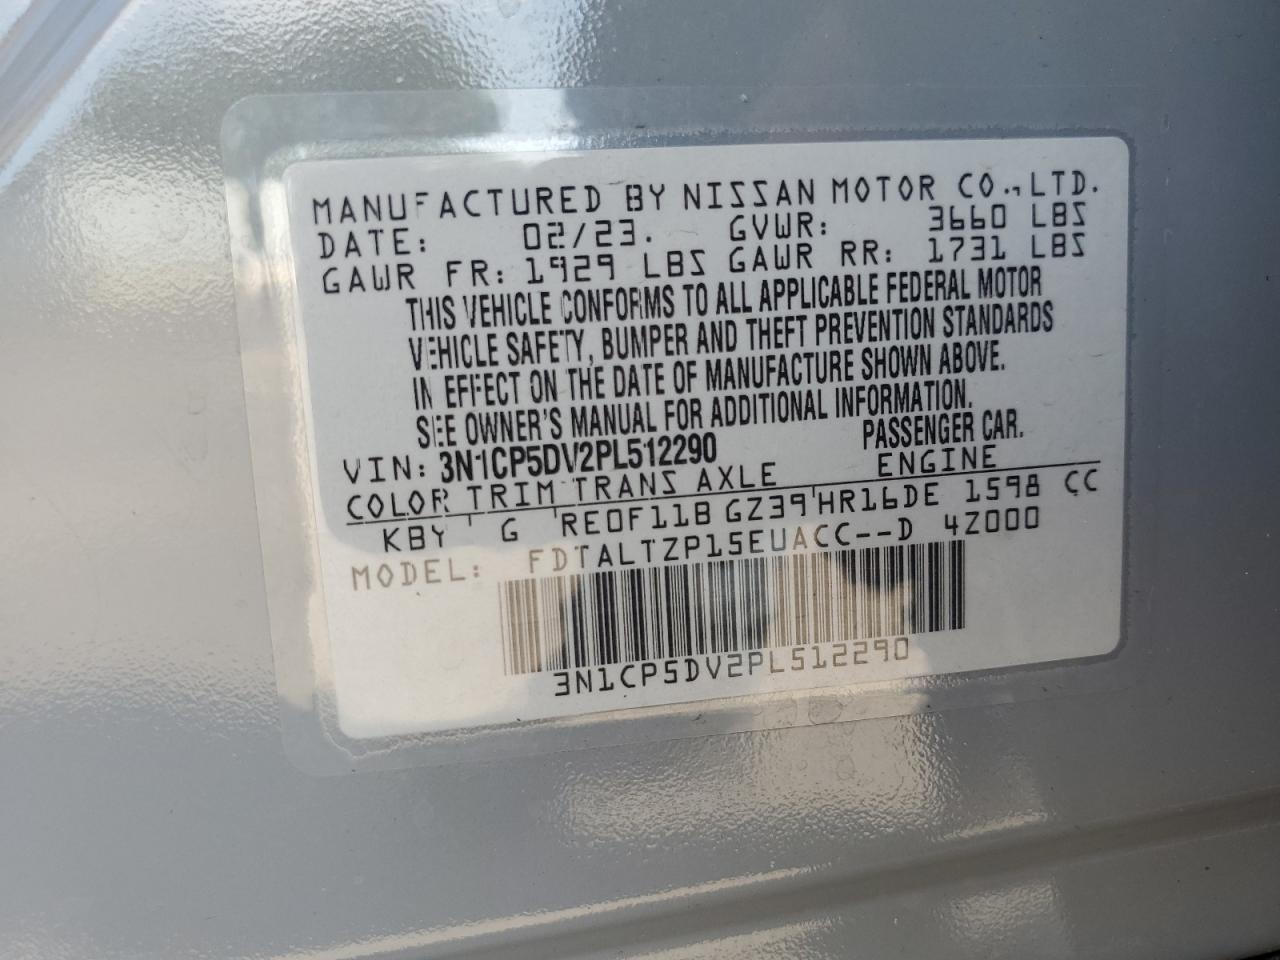 MANUFACTURED BY NISSAN MOTOR CO., LTD.
DATE: 02/23. GVWR: 3660 LBS
GAWR FR: 1929 LBS GAWR RR: 1731 LBS
THIS VEHICLE CONFORMS TO ALL APPLICABLE FEDERAL MOTOR
VEHICLE SAFETY, BUMPER AND THEFT PREVENTION STANDARDS
IN EFFECT ON THE DATE OF MANUFACTURE SHOWN ABOVE.
SEE OWNER'S MANUAL FOR ADDITIONAL INFORMATION.
VIN: 3N1CP5DV2PL512290 PASSENGER CAR.
COLOR TRIM TRANS AXLE ENGINE
KBY G RE0F11B GZ39 HR16DE 1598 CC
MODEL: FDTALTZP15EUACC--D 4Z000
3N1CP5DV2PL512290